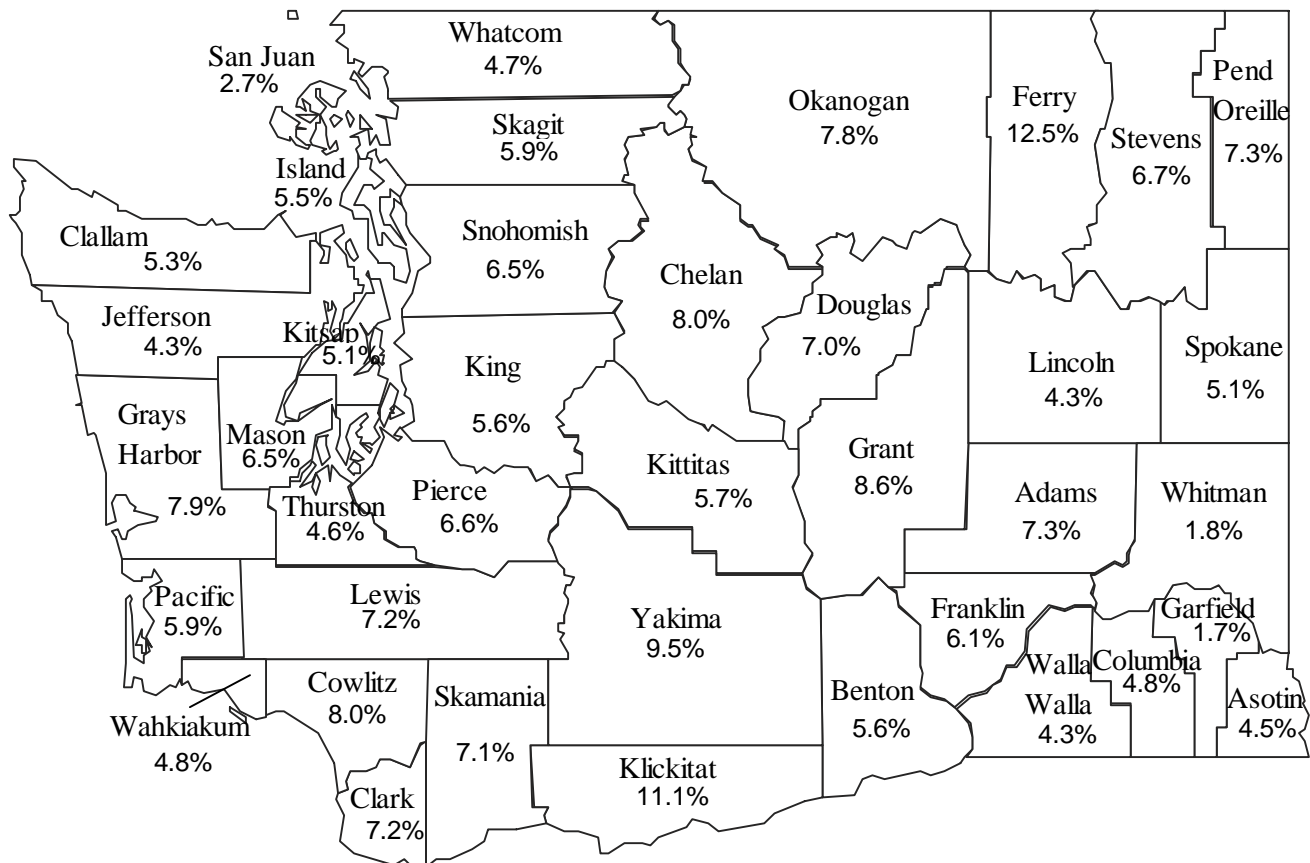 Whatcom
4.7%
San Juan
2.7%
Okanogan
7.8%
Ferry
12.5%
Pend
Oreille
7.3%
Stevens
6.7%
Skagit
5.9%
Island
5.5%
Clallam
5.3%
Snohomish
6.5%
Chelan
8.0%
Douglas
7.0%
Jefferson
4.3%
Kitsap
5.1%
King
5.6%
Lincoln
4.3%
Spokane
5.1%
Grays
Harbor
7.9%
Mason
6.5%
Thurston
4.6%
Pierce
6.6%
Kittitas
5.7%
Grant
8.6%
Adams
7.3%
Whitman
1.8%
Pacific
5.9%
Lewis
7.2%
Yakima
9.5%
Franklin
6.1%
Garfield
1.7%
Walla
Walla
4.3%
Columbia
4.8%
Asotin
4.5%
Benton
5.6%
Wahkiakum
4.8%
Cowlitz
8.0%
Skamania
7.1%
Klickitat
11.1%
Clark
7.2%